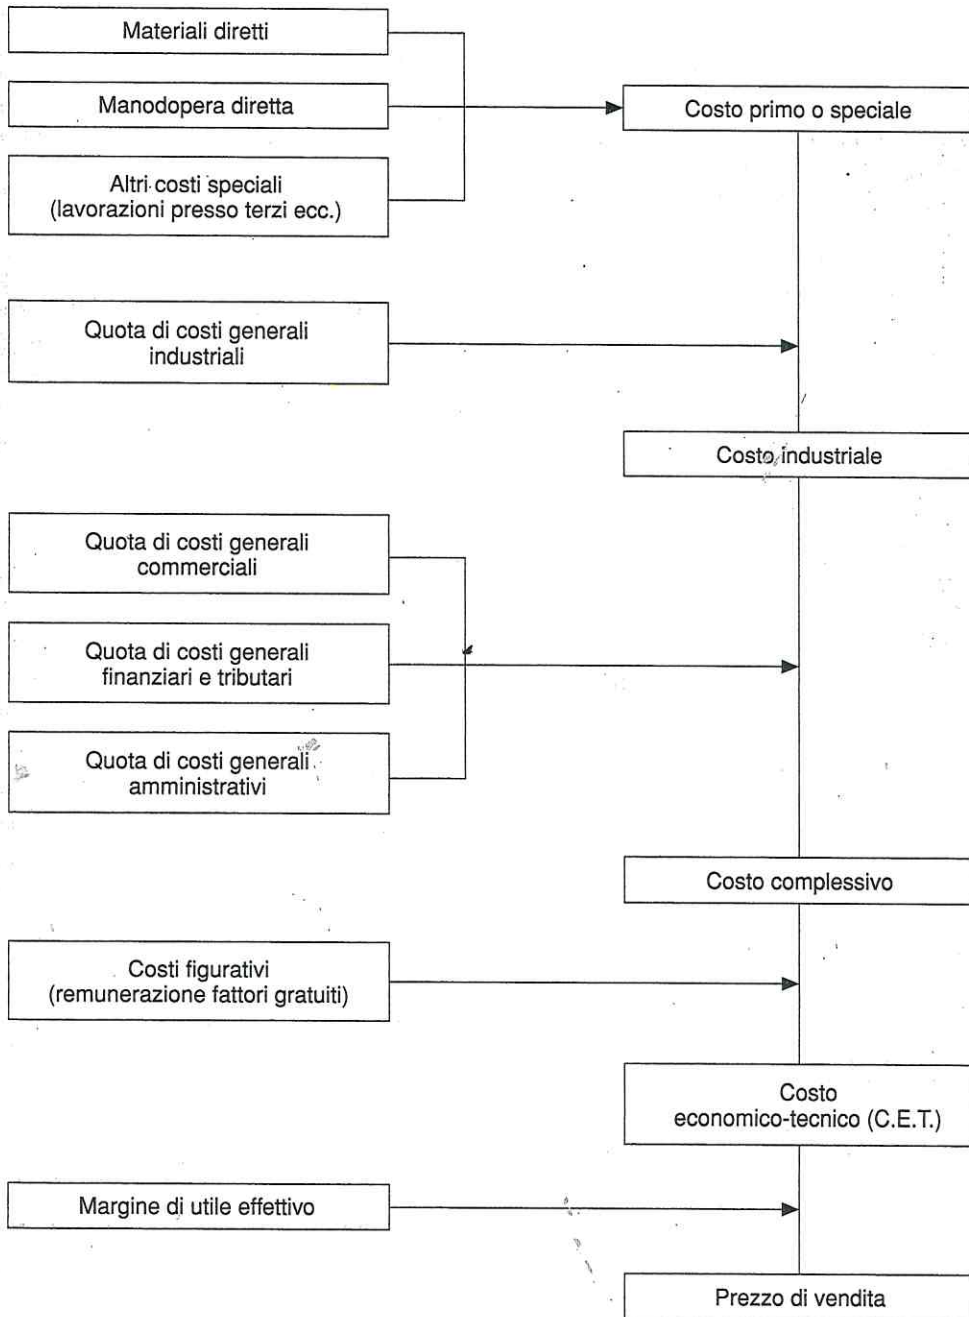 Materiali diretti
Manodopera diretta
Costo primo o speciale
Altri costi speciali
(lavorazioni presso terzi ecc.)
Quota di costi generali
industriali
Costo industriale
Quota di costi generali
commerciali
Quota di costi generali
finanziari e tributari
Quota di costi generali
amministrativi
Costo complessivo
Costi figurativi
(remunerazione fattori gratuiti)
Costo
economico-tecnico (C.E.T.)
Margine di utile effettivo
Prezzo di vendita